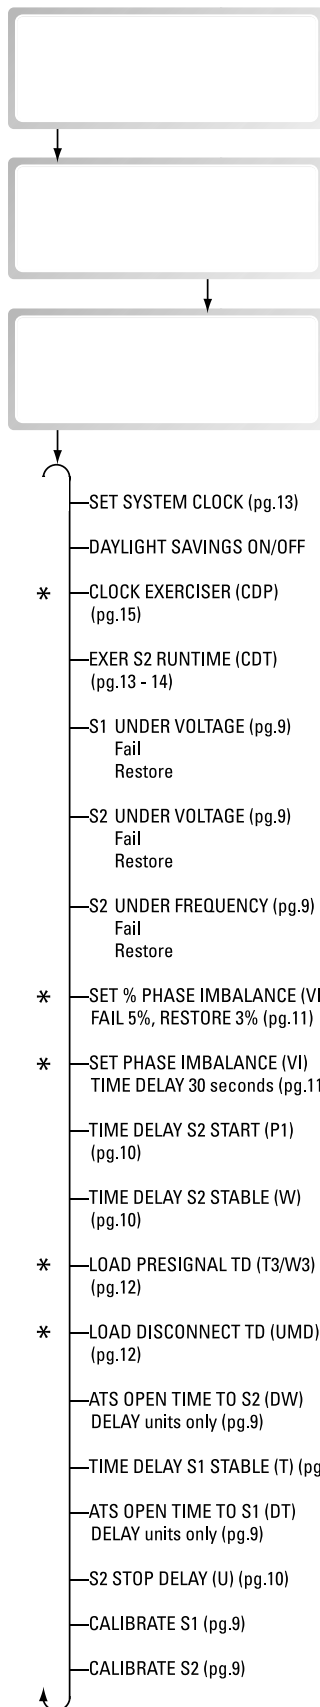 SET SYSTEM CLOCK (pg.13)
DAYLIGHT SAVINGS ON/OFF
* CLOCK EXERCISER (CDP)
(pg.15)
EXER S2 RUNTIME (CDT)
(pg.13 - 14)
S1 UNDER VOLTAGE (pg.9)
Fail
Restore
S2 UNDER VOLTAGE (pg.9)
Fail
Restore
S2 UNDER FREQUENCY (pg.9)
Fail
Restore
* SET % PHASE IMBALANCE (VI
FAIL 5%, RESTORE 3% (pg.11)
* SET PHASE IMBALANCE (VI)
TIME DELAY 30 seconds (pg.11
TIME DELAY S2 START (P1)
(pg.10)
TIME DELAY S2 STABLE (W)
(pg.10)
* LOAD PRESIGNAL TD (T3/W3)
(pg.12)
* LOAD DISCONNECT TD (UMD)
(pg.12)
ATS OPEN TIME TO S2 (DW)
DELAY units only (pg.9)
TIME DELAY S1 STABLE (T) (pg
ATS OPEN TIME TO S1 (DT)
DELAY units only (pg.9)
S2 STOP DELAY (U) (pg.10)
CALIBRATE S1 (pg.9)
CALIBRATE S2 (pg.9)